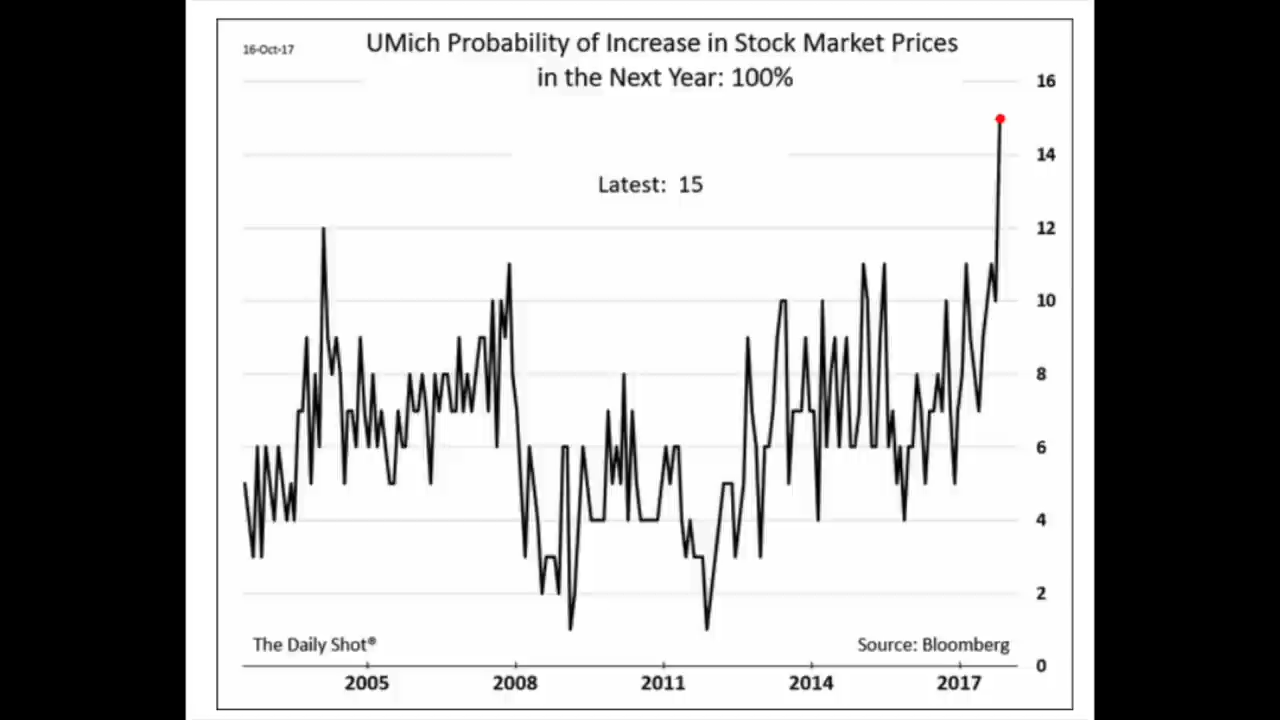 16-Oct-17
UMich Probability of Increase in Stock Market Prices
in the Next Year: 100%
16
14
Latest: 15
12
10
8
6
4
2
The Daily Shot®
Source: Bloomberg
0
2005 2008 2011 2014 2017